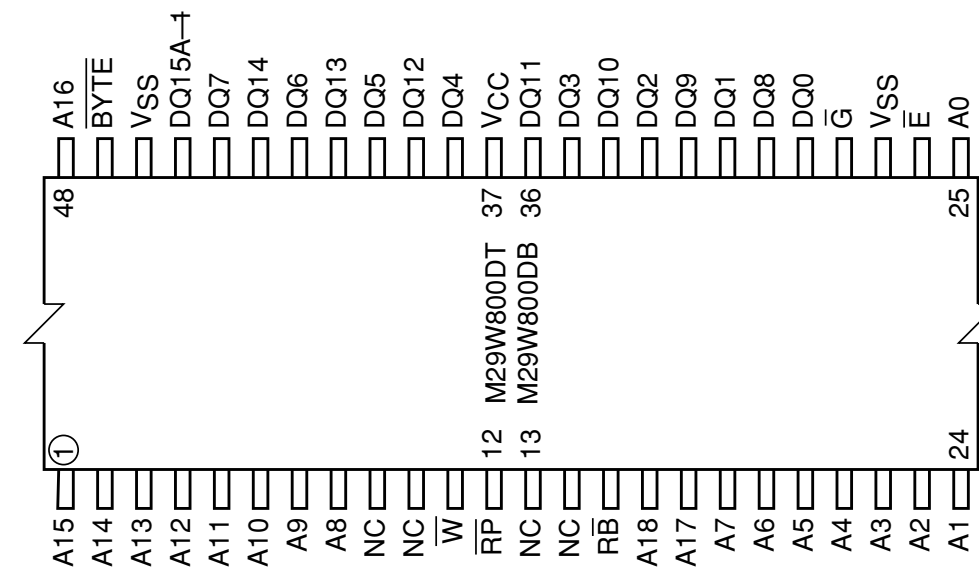 A15
A14
A13
A12
A11
A10
A9
A8
NC
NC
W̅
R̅P̅
NC
NC
RB̅
A18
A17
A7
A6
A5
A4
A3
A2
A1
1
12
13
24
M29W800DT
M29W800DB
48
37
36
25
A16
B̅Y̅T̅E̅
VSS
DQ15A–1
DQ7
DQ14
DQ6
DQ13
DQ5
DQ12
DQ4
VCC
DQ11
DQ3
DQ10
DQ2
DQ9
DQ1
DQ8
DQ0
G̅
VSS
E̅
A0